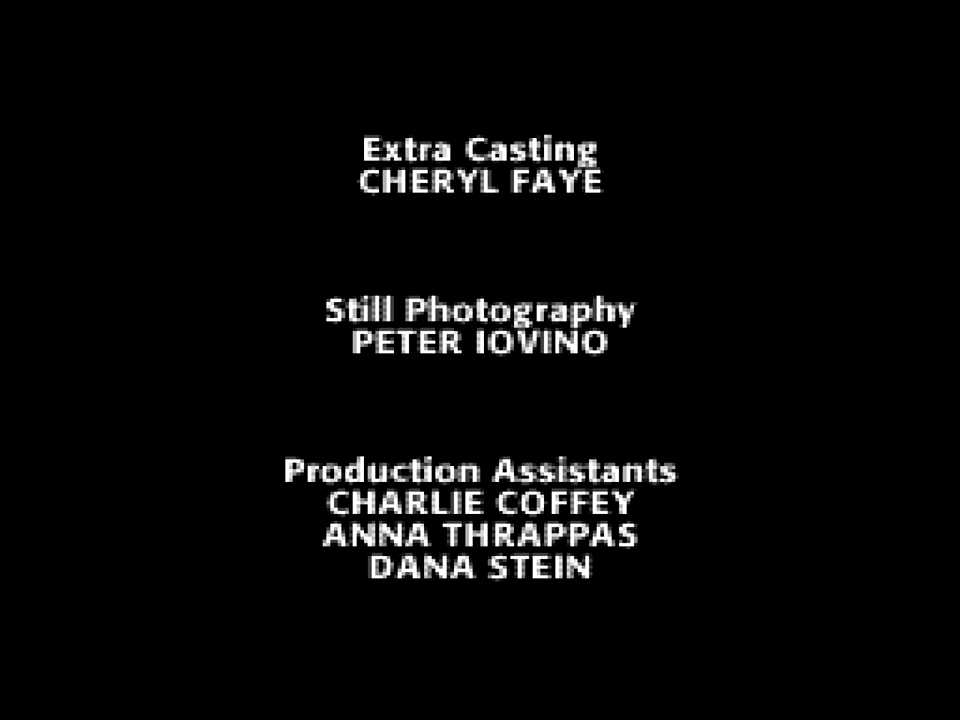 Extra Casting
CHERYL FAYE
Still Photography
PETER IOVINO
Production Assistants
CHARLIE COFFEY
ANNA THRAPPAS
DANA STEIN